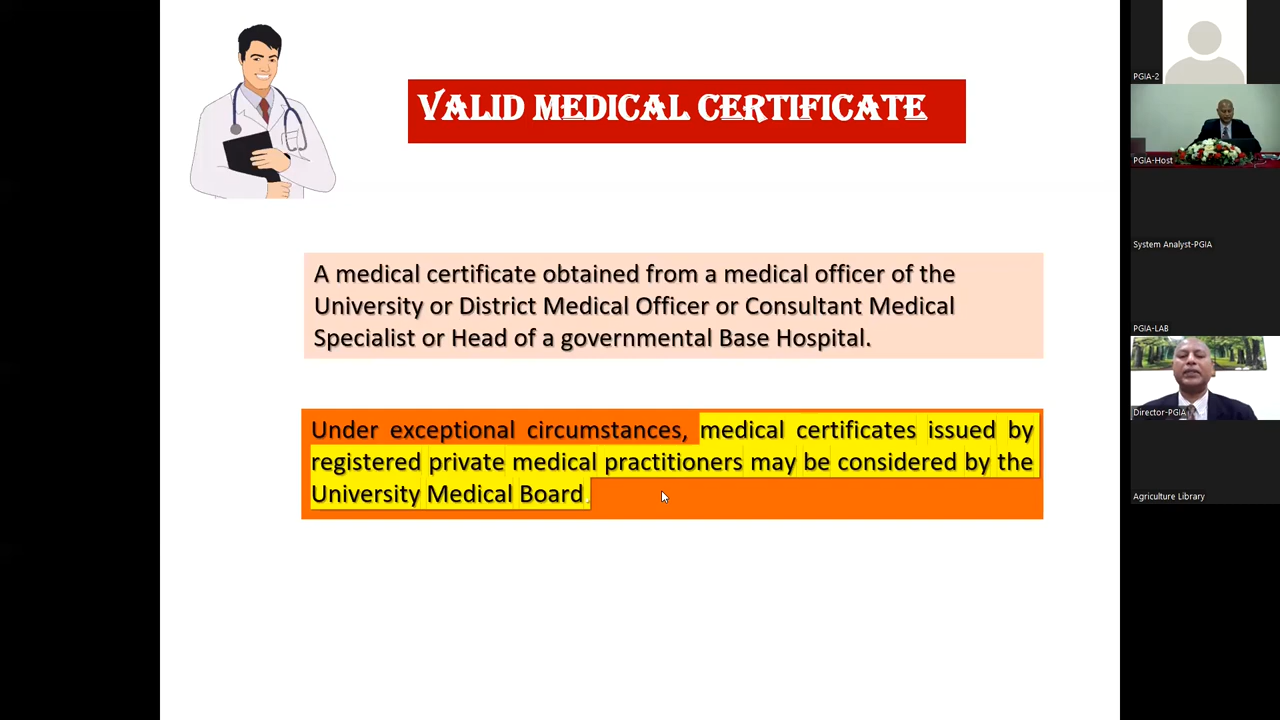 VALID MEDICAL CERTIFICATE
A medical certificate obtained from a medical officer of the
University or District Medical Officer or Consultant Medical
Specialist or Head of a governmental Base Hospital.
Under exceptional circumstances, medical certificates issued by
registered private medical practitioners may be considered by the
University Medical Board.
PGIA-2
PGIA-Host
System Analyst-PGIA
PGIA-LAB
Director-PGIA
Agriculture Library